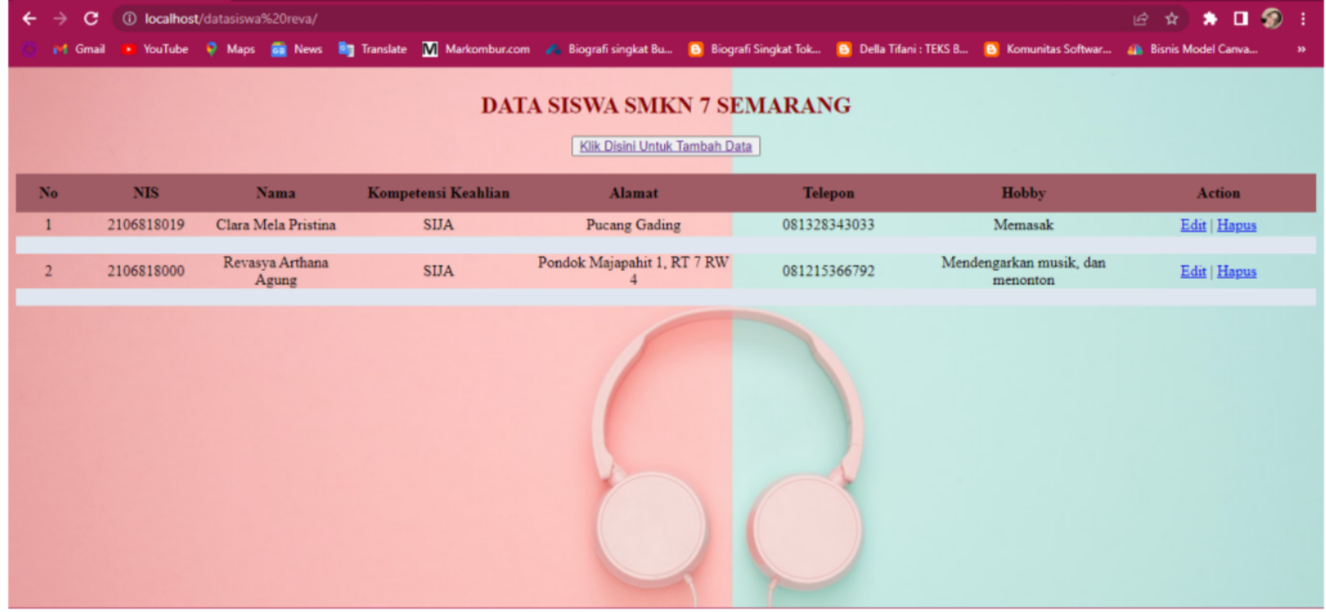 localhost/datasiswa%20reva/
Gmail YouTube Maps News Translate Markombur.com Biografi singkat Bu... Biografi Singkat Tok... Della Tifani : TEKS B... Komunitas Softwar... Bisnis Model Canva... »
DATA SISWA SMKN 7 SEMARANG
Klik Disini Untuk Tambah Data
No NIS Nama Kompetensi Keahlian Alamat Telepon Hobby Action
1 2106818019 Clara Mela Pristina SIJA Pucang Gading 081328343033 Memasak Edit | Hapus
2 2106818000 Revasya Arthana Agung SIJA Pondok Majapahit 1, RT 7 RW 4 081215366792 Mendengarkan musik, dan menonton Edit | Hapus